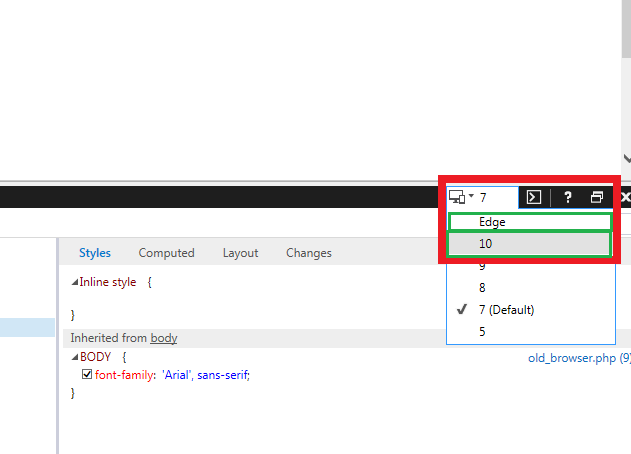 7
?
Edge
10
9
8
7 (Default)
5
Styles Computed Layout Changes
Inline style {
}
Inherited from body
BODY {
old_browser.php (9)
font-family: 'Arial', sans-serif;
}